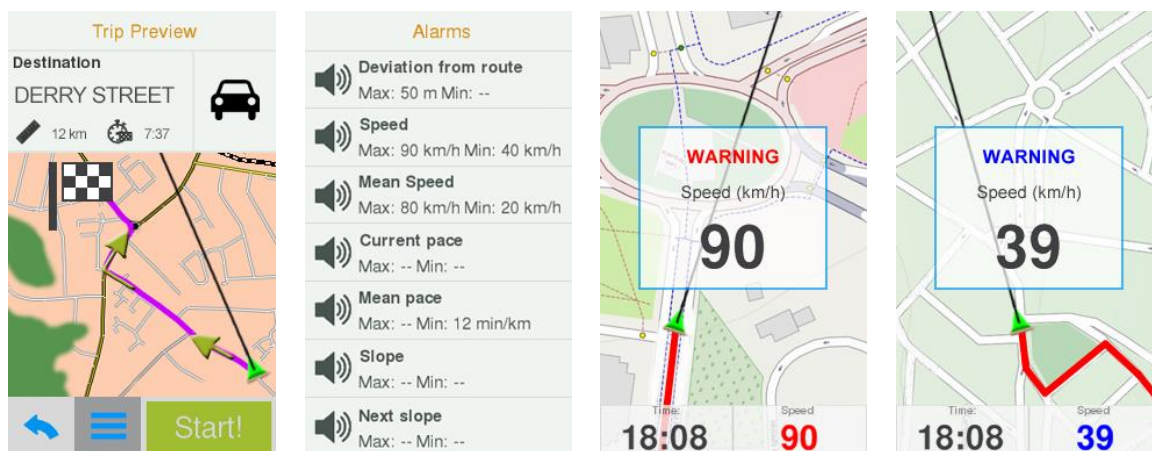 Trip Preview
Destination
DERRY STREET
12 km 7:37
Start!
Alarms
Deviation from route
Max: 50 m Min: --
Speed
Max: 90 km/h Min: 40 km/h
Mean Speed
Max: 80 km/h Min: 20 km/h
Current pace
Max: -- Min: --
Mean pace
Max: -- Min: 12 min/km
Slope
Max: -- Min: --
Next slope
Max: -- Min: --
WARNING
Speed (km/h)
90
Time: Speed
18:08 90
WARNING
Speed (km/h)
39
Time: Speed
18:08 39